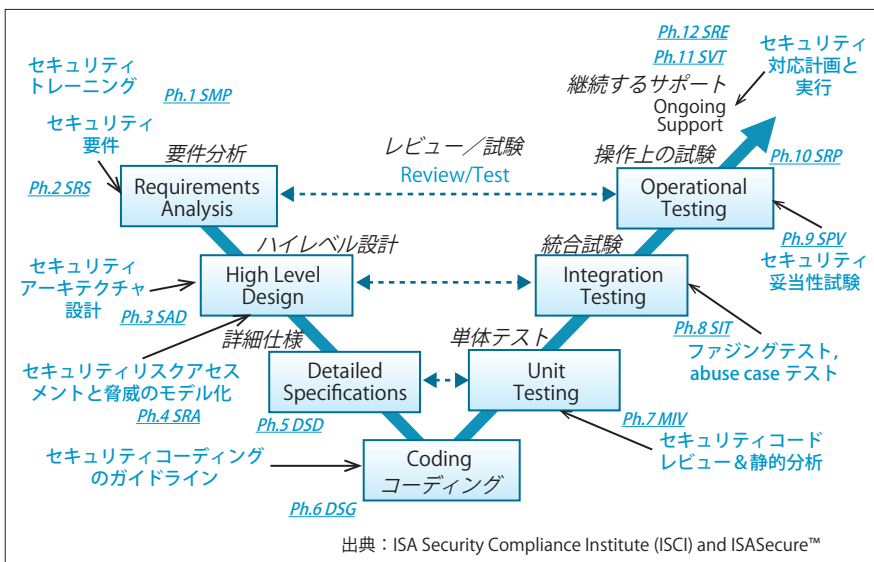 Ph.12 SRE
Ph.11 SVT
継続するサポート
Ongoing
Support
セキュリティ
対応計画と
実行
セキュリティ
トレーニング
Ph.1 SMP
セキュリティ
要件
Ph.2 SRS
要件分析
Requirements
Analysis
レビュー／試験
Review/Test
操作上の試験
Operational
Testing
Ph.10 SRP
Ph.9 SPV
セキュリティ
妥当性試験
ハイレベル設計
High Level
Design
セキュリティ
アーキテクチャ
設計
Ph.3 SAD
統合試験
Integration
Testing
Ph.8 SIT
ファジングテスト,
abuse case テスト
詳細仕様
Detailed
Specifications
セキュリティリスクアセス
メントと脅威のモデル化
Ph.4 SRA
Ph.5 DSD
単体テスト
Unit
Testing
Ph.7 MIV
セキュリティコード
レビュー＆静的分析
セキュリティコーディング
のガイドライン
Ph.6 DSG
Coding
コーディング
出典：ISA Security Compliance Institute (ISCI) and ISASecure™